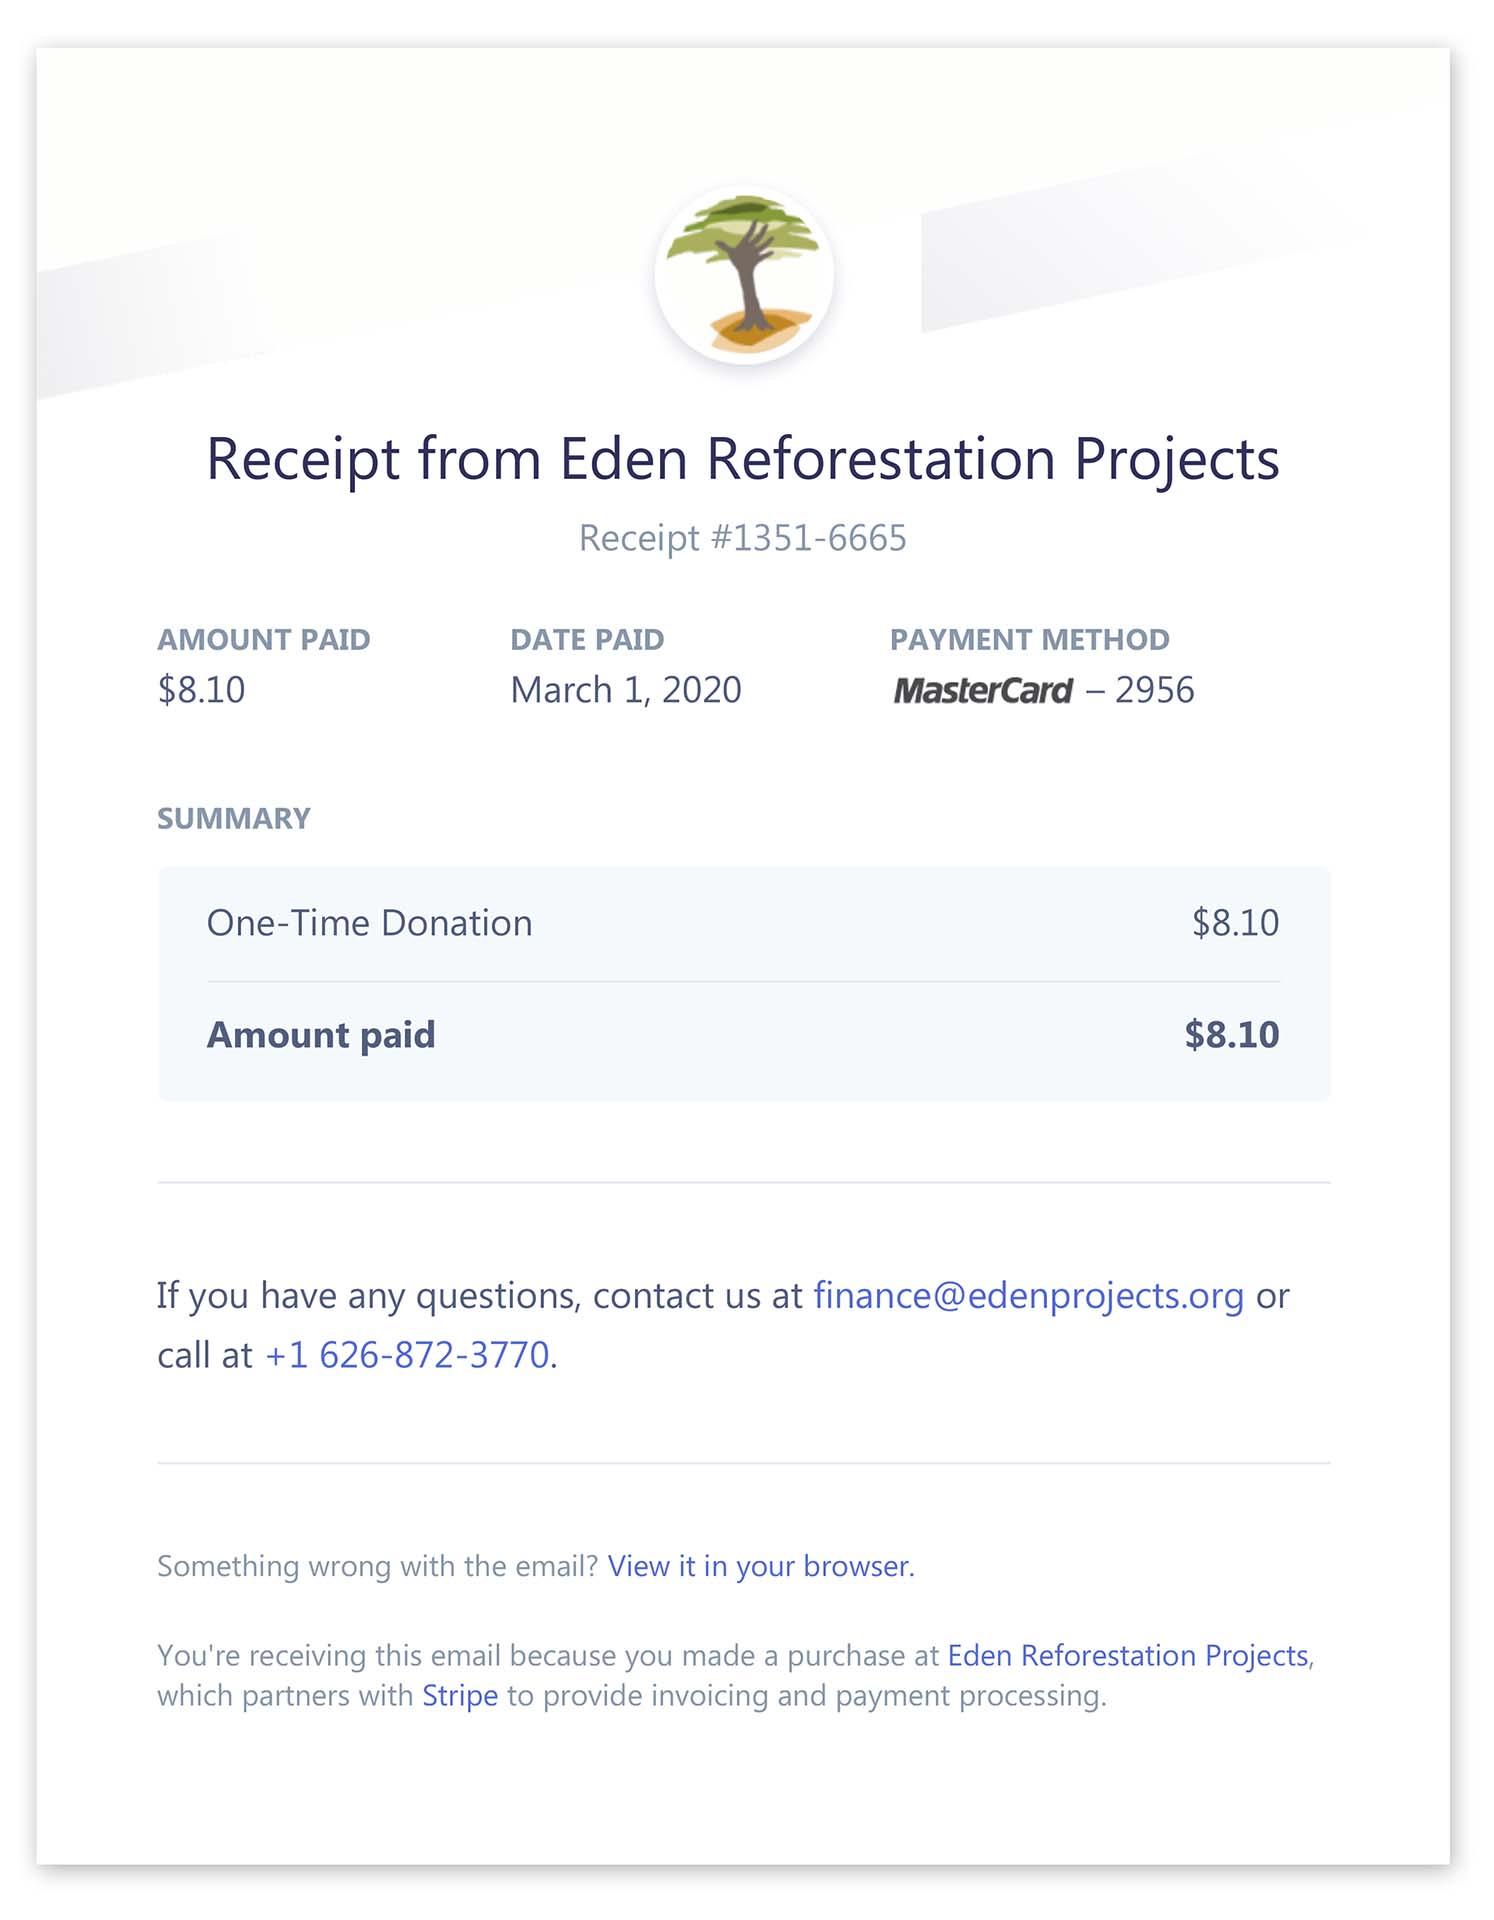 Receipt from Eden Reforestation Projects
Receipt #1351-6665
AMOUNT PAID DATE PAID PAYMENT METHOD
$8.10 March 1, 2020 MasterCard – 2956
SUMMARY
One-Time Donation $8.10
Amount paid $8.10
If you have any questions, contact us at finance@edenprojects.org or
call at +1 626-872-3770.
Something wrong with the email? View it in your browser.
You're receiving this email because you made a purchase at Eden Reforestation Projects,
which partners with Stripe to provide invoicing and payment processing.